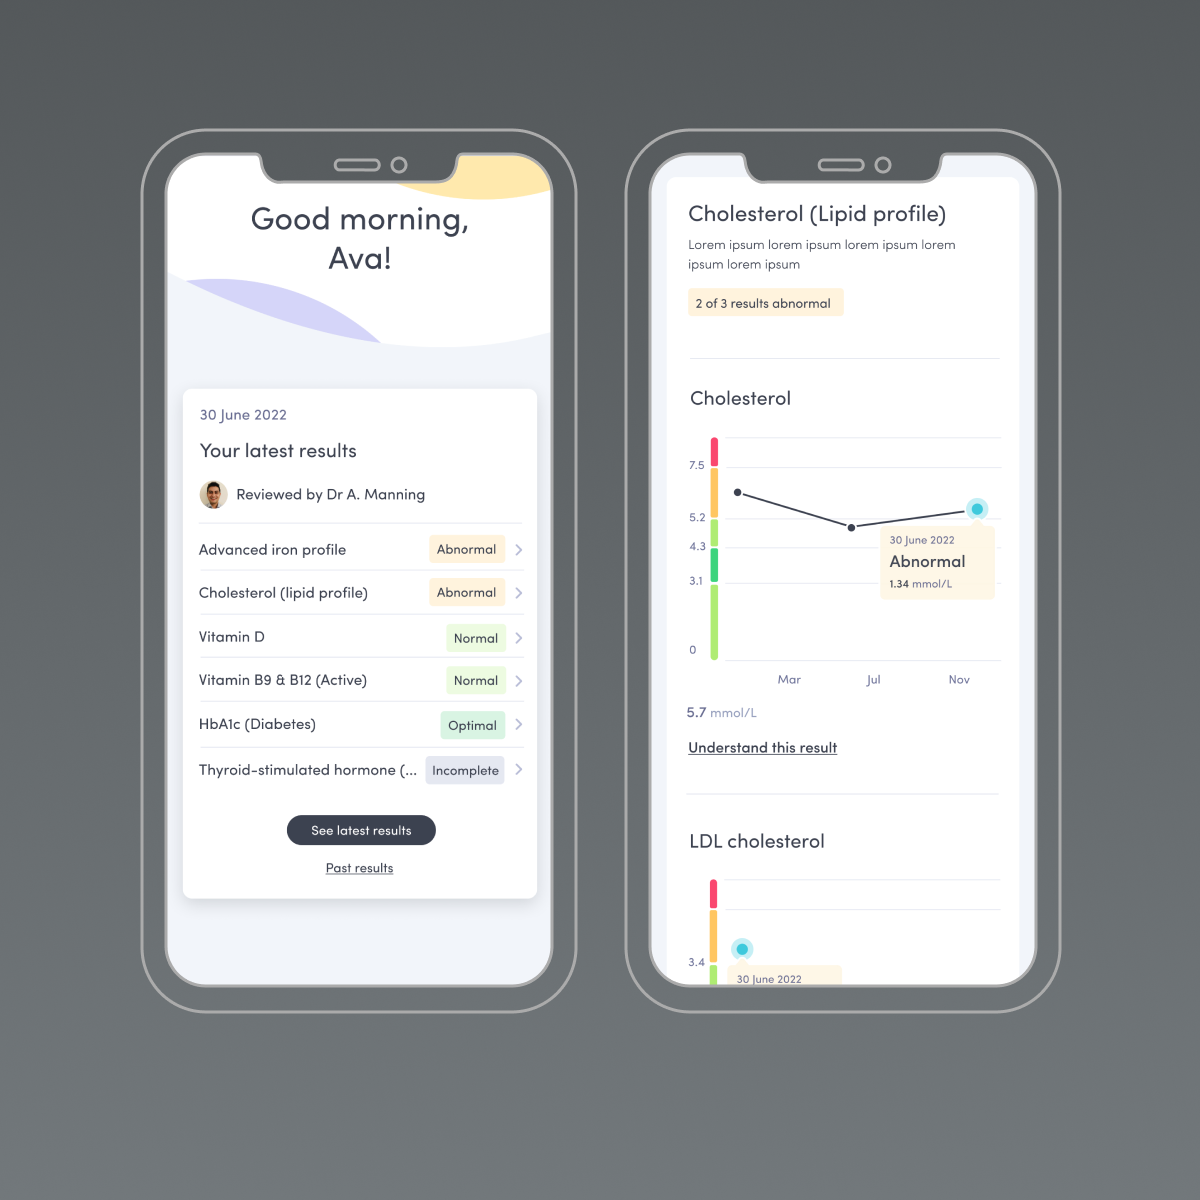 Good morning,
Ava!
30 June 2022
Your latest results
Reviewed by Dr A. Manning
Advanced iron profile Abnormal
Cholesterol (lipid profile) Abnormal
Vitamin D Normal
Vitamin B9 & B12 (Active) Normal
HbA1c (Diabetes) Optimal
Thyroid-stimulated hormone (... Incomplete
See latest results
Past results
Cholesterol (Lipid profile)
Lorem ipsum lorem ipsum lorem ipsum lorem
ipsum lorem ipsum
2 of 3 results abnormal
Cholesterol
7.5
5.2
4.3
3.1
0
30 June 2022
Abnormal
1.34 mmol/L
Mar Jul Nov
5.7 mmol/L
Understand this result
LDL cholesterol
3.4
30 June 2022